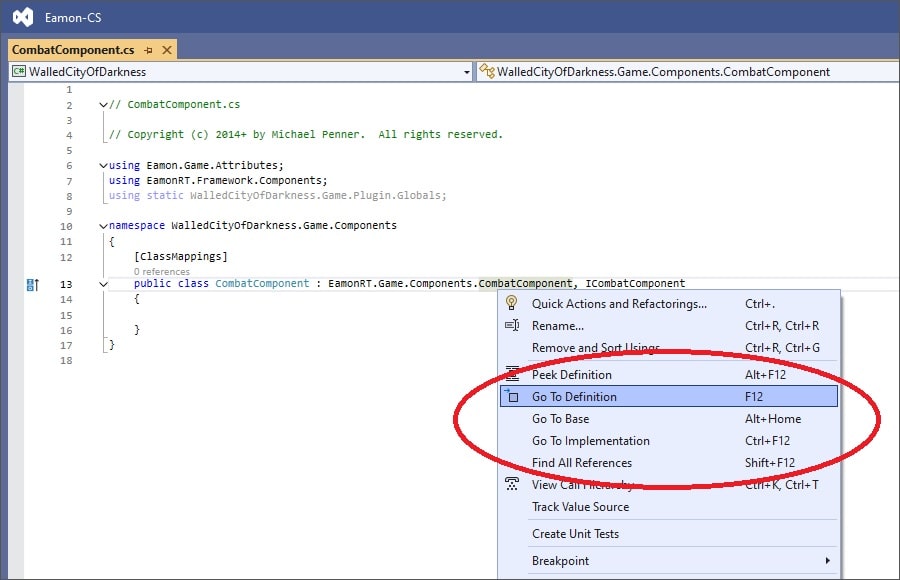 Eamon-CS
CombatComponent.cs
C# WalledCityOfDarkness
WalledCityOfDarkness.Game.Components.CombatComponent
1
2 // CombatComponent.cs
3
4 // Copyright (c) 2014+ by Michael Penner.  All rights reserved.
5
6 using Eamon.Game.Attributes;
7 using EamonRT.Framework.Components;
8 using static WalledCityOfDarkness.Game.Plugin.Globals;
9
10 namespace WalledCityOfDarkness.Game.Components
11 {
12 [ClassMappings]
0 references
13 public class CombatComponent : EamonRT.Game.Components.CombatComponent, ICombatComponent
14 {
15
16 }
17 }
18
Quick Actions and Refactorings... Ctrl+.
Rename... Ctrl+R, Ctrl+R
Remove and Sort Usings Ctrl+R, Ctrl+G
Peek Definition Alt+F12
Go To Definition F12
Go To Base Alt+Home
Go To Implementation Ctrl+F12
Find All References Shift+F12
View Call Hierarchy Ctrl+K, Ctrl+T
Track Value Source
Create Unit Tests
Breakpoint